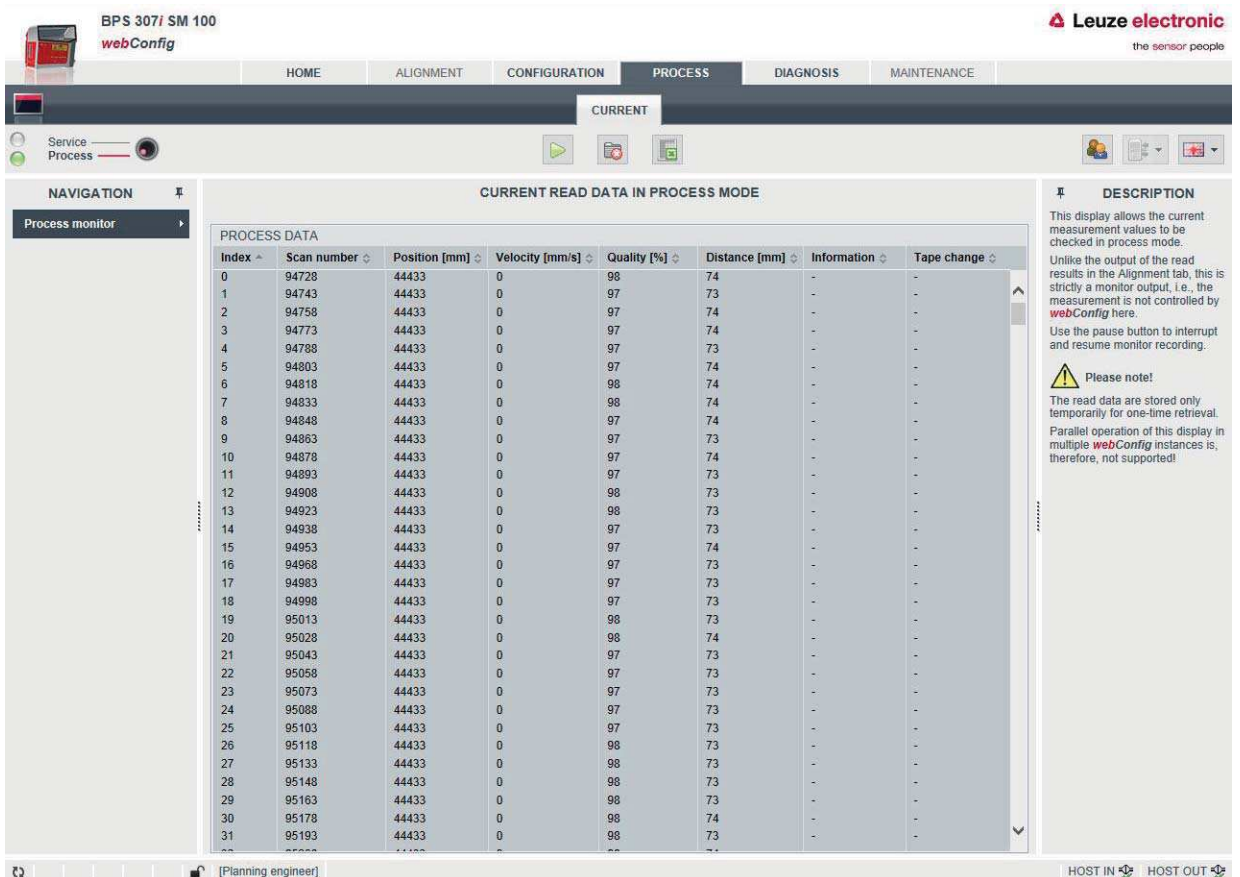 BPS 307i SM 100
webConfig
Leuze electronic
the sensor people
HOME ALIGNMENT CONFIGURATION PROCESS DIAGNOSIS MAINTENANCE
CURRENT
Service
Process
NAVIGATION
Process monitor
CURRENT READ DATA IN PROCESS MODE
PROCESS DATA
Index Scan number Position [mm] Velocity [mm/s] Quality [%] Distance [mm] Information Tape change
0 94728 44433 0 98 74 - -
1 94743 44433 0 97 73 - -
2 94758 44433 0 97 74 - -
3 94773 44433 0 97 74 - -
4 94788 44433 0 97 73 - -
5 94803 44433 0 97 74 - -
6 94818 44433 0 98 74 - -
7 94833 44433 0 98 74 - -
8 94848 44433 0 97 74 - -
9 94863 44433 0 97 73 - -
10 94878 44433 0 97 74 - -
11 94893 44433 0 97 73 - -
12 94908 44433 0 98 73 - -
13 94923 44433 0 98 73 - -
14 94938 44433 0 97 73 - -
15 94953 44433 0 97 74 - -
16 94968 44433 0 97 73 - -
17 94983 44433 0 97 73 - -
18 94998 44433 0 97 73 - -
19 95013 44433 0 98 73 - -
20 95028 44433 0 98 74 - -
21 95043 44433 0 97 73 - -
22 95058 44433 0 97 73 - -
23 95073 44433 0 97 73 - -
24 95088 44433 0 97 73 - -
25 95103 44433 0 97 73 - -
26 95118 44433 0 98 73 - -
27 95133 44433 0 98 73 - -
28 95148 44433 0 98 73 - -
29 95163 44433 0 98 73 - -
30 95178 44433 0 98 74 - -
31 95193 44433 0 98 73 - -
DESCRIPTION
This display allows the current
measurement values to be
checked in process mode.
Unlike the output of the read
results in the Alignment tab, this is
strictly a monitor output, i.e., the
measurement is not controlled by
webConfig here.
Use the pause button to interrupt
and resume monitor recording.
Please note!
The read data are stored only
temporarily for one-time retrieval.
Parallel operation of this display in
multiple webConfig instances is,
therefore, not supported!
[Planning engineer]
HOST IN HOST OUT